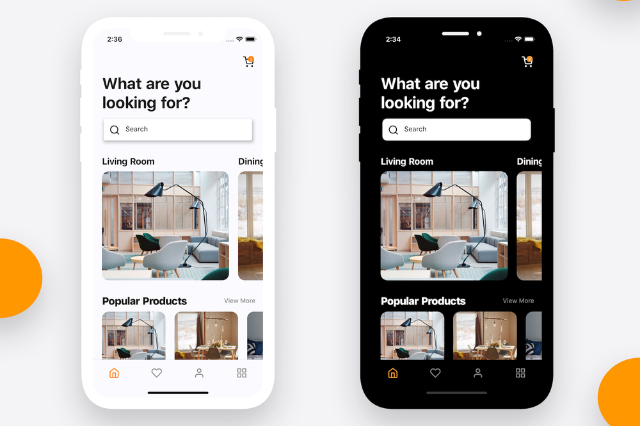 2:36
What are you
looking for?
Search
Living Room
Dining
Popular Products
View More
2:34
What are you
looking for?
Search
Living Room
Dining
Popular Products
View More